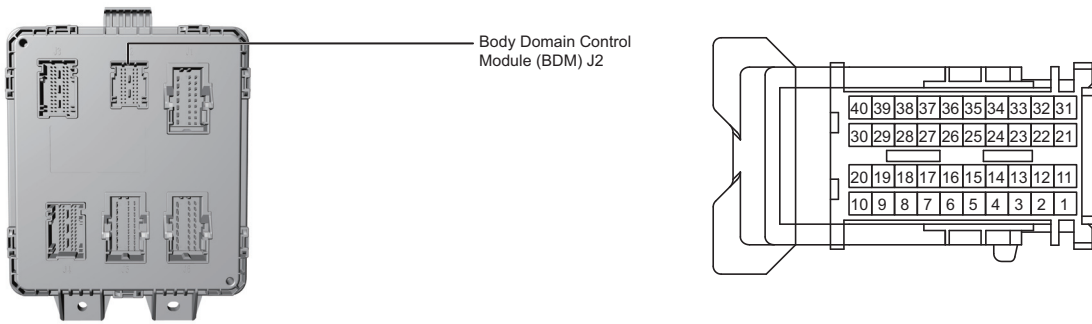 Body Domain Control
Module (BDM) J2
40 39 38 37 36 35 34 33 32 31
30 29 28 27 26 25 24 23 22 21
20 19 18 17 16 15 14 13 12 11
10 9 8 7 6 5 4 3 2 1